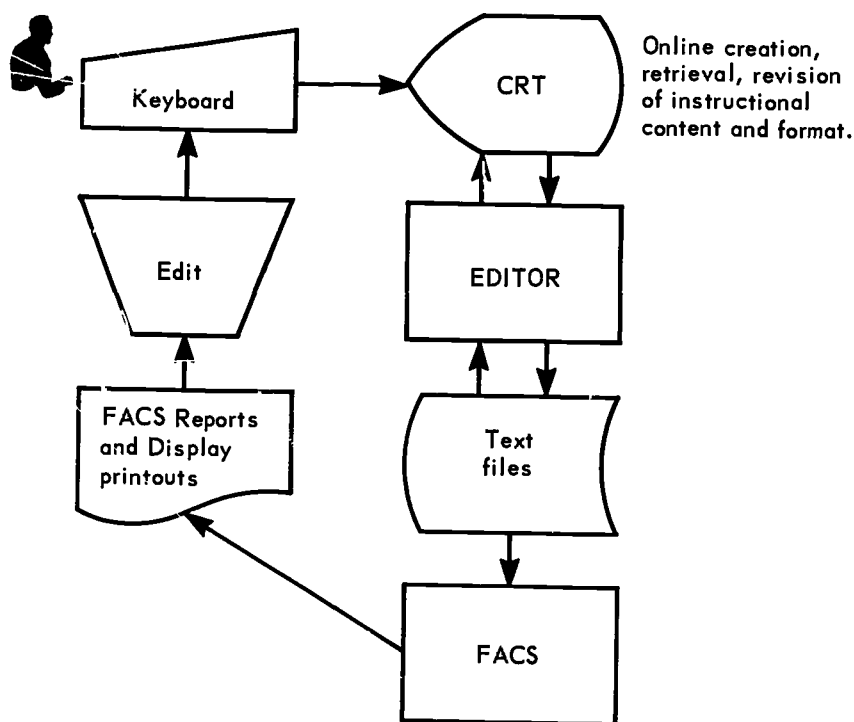 Keyboard
CRT
Online creation,
retrieval, revision
of instructional
content and format.
Edit
EDITOR
FACS Reports
and Display
printouts
Text
files
FACS